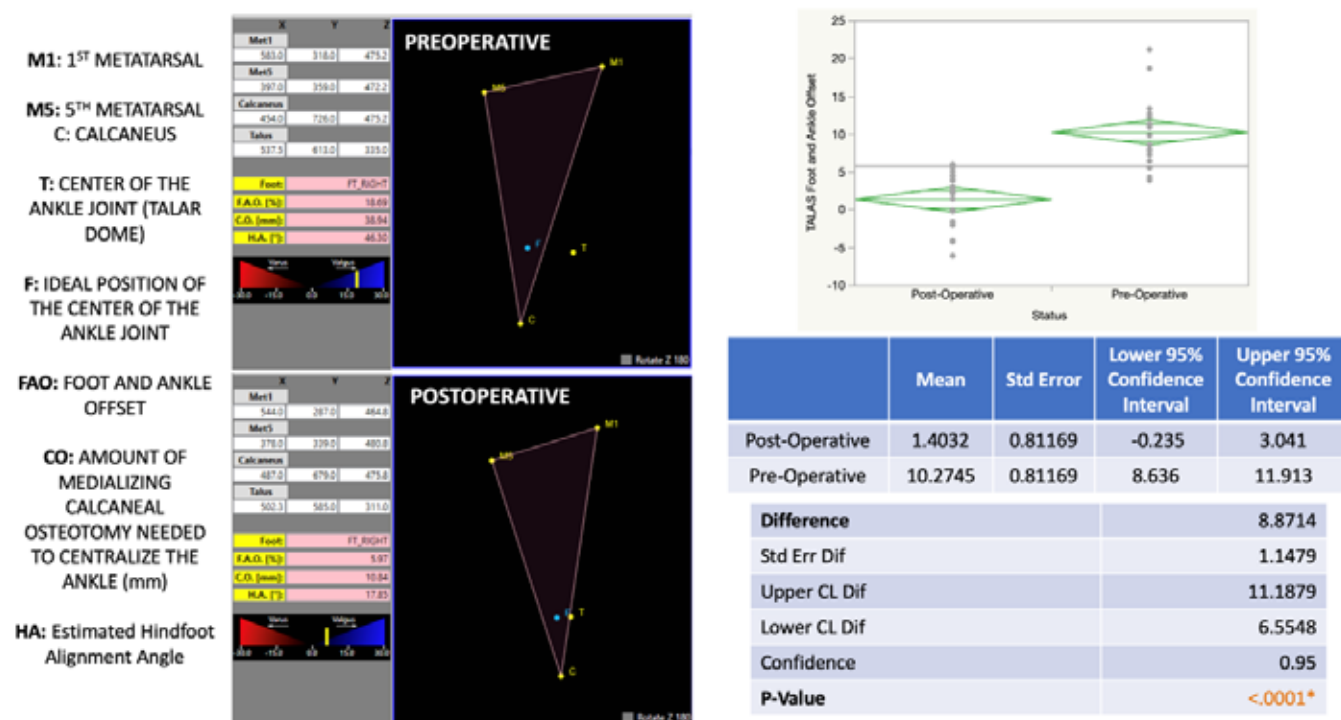 M1: 1ST METATARSAL
M5: 5TH METATARSAL
C: CALCANEUS
T: CENTER OF THE
ANKLE JOINT (TALAR
DOME)
F: IDEAL POSITION OF
THE CENTER OF THE
ANKLE JOINT
FAO: FOOT AND ANKLE
OFFSET
CO: AMOUNT OF
MEDIALIZING
CALCANEAL
OSTEOTOMY NEEDED
TO CENTRALIZE THE
ANKLE (mm)
HA: Estimated Hindfoot
Alignment Angle
X Y Z
Met1
583.0 318.0 475.2
Met5
397.0 359.0 472.2
Calcaneus
454.0 726.0 475.2
Talus
537.5 613.0 335.0
Foot: FT_RIGHT
F.A.O. [%]: 18.69
C.O. [mm]: 38.94
H.A. [°]: 46.30
Varus Valgus
-30.0 -15.0 0.0 15.0 30.0
PREOPERATIVE
M1
M5
F
T
C
Rotate Z 180
X Y Z
Met1
544.0 287.0 464.8
Met5
378.0 339.0 480.8
Calcaneus
487.0 679.0 475.8
Talus
502.3 585.0 311.0
Foot: FT_RIGHT
F.A.O. [%]: 5.97
C.O. [mm]: 10.84
H.A. [°]: 17.85
Varus Valgus
-30.0 -15.0 0.0 15.0 30.0
POSTOPERATIVE
M1
M5
F
T
C
Rotate Z 180
TALAS Foot and Ankle Offset
25
20
15
10
5
0
-5
-10
Post-Operative Pre-Operative
Status
Mean Std Error Lower 95% Confidence Interval Upper 95% Confidence Interval
Post-Operative 1.4032 0.81169 -0.235 3.041
Pre-Operative 10.2745 0.81169 8.636 11.913
Difference 8.8714
Std Err Dif 1.1479
Upper CL Dif 11.1879
Lower CL Dif 6.5548
Confidence 0.95
P-Value <.0001*